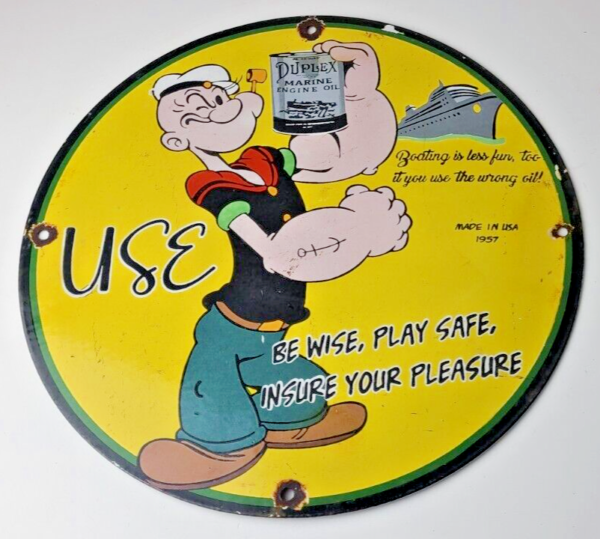 DUPLEX
MARINE
ENGINE OIL
Boating is less fun, too
it you use the wrong oil!
MADE IN USA
1957
USE
BE WISE, PLAY SAFE,
INSURE YOUR PLEASURE